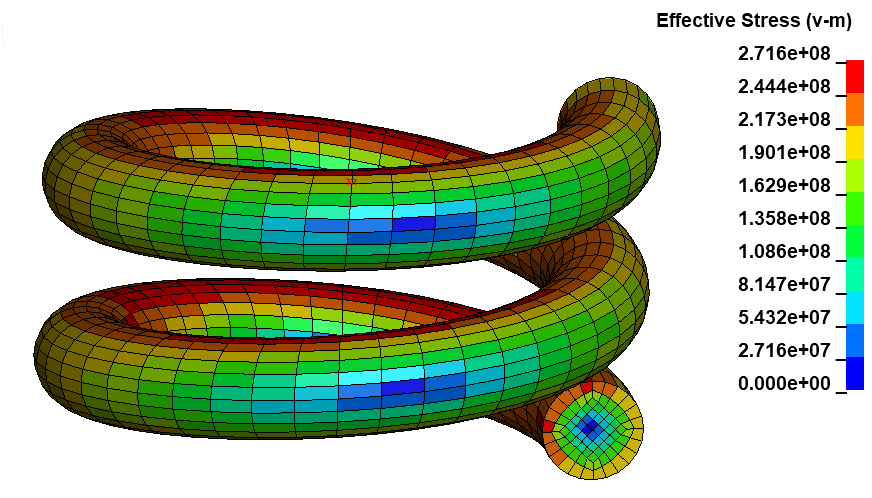 Effective Stress (v-m)
2.716e+08
2.444e+08
2.173e+08
1.901e+08
1.629e+08
1.358e+08
1.086e+08
8.147e+07
5.432e+07
2.716e+07
0.000e+00